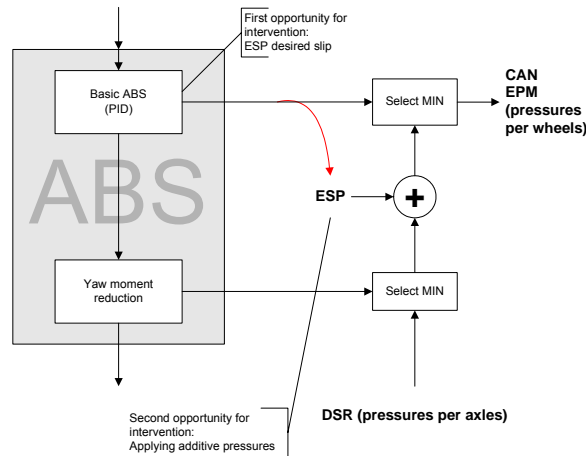 First opportunity for
intervention:
ESP desired slip
Basic ABS
(PID)
Select MIN
CAN
EPM
(pressures
per wheels)
ABS
ESP
+
Yaw moment
reduction
Select MIN
Second opportunity for
intervention:
Applying additive pressures
DSR (pressures per axles)